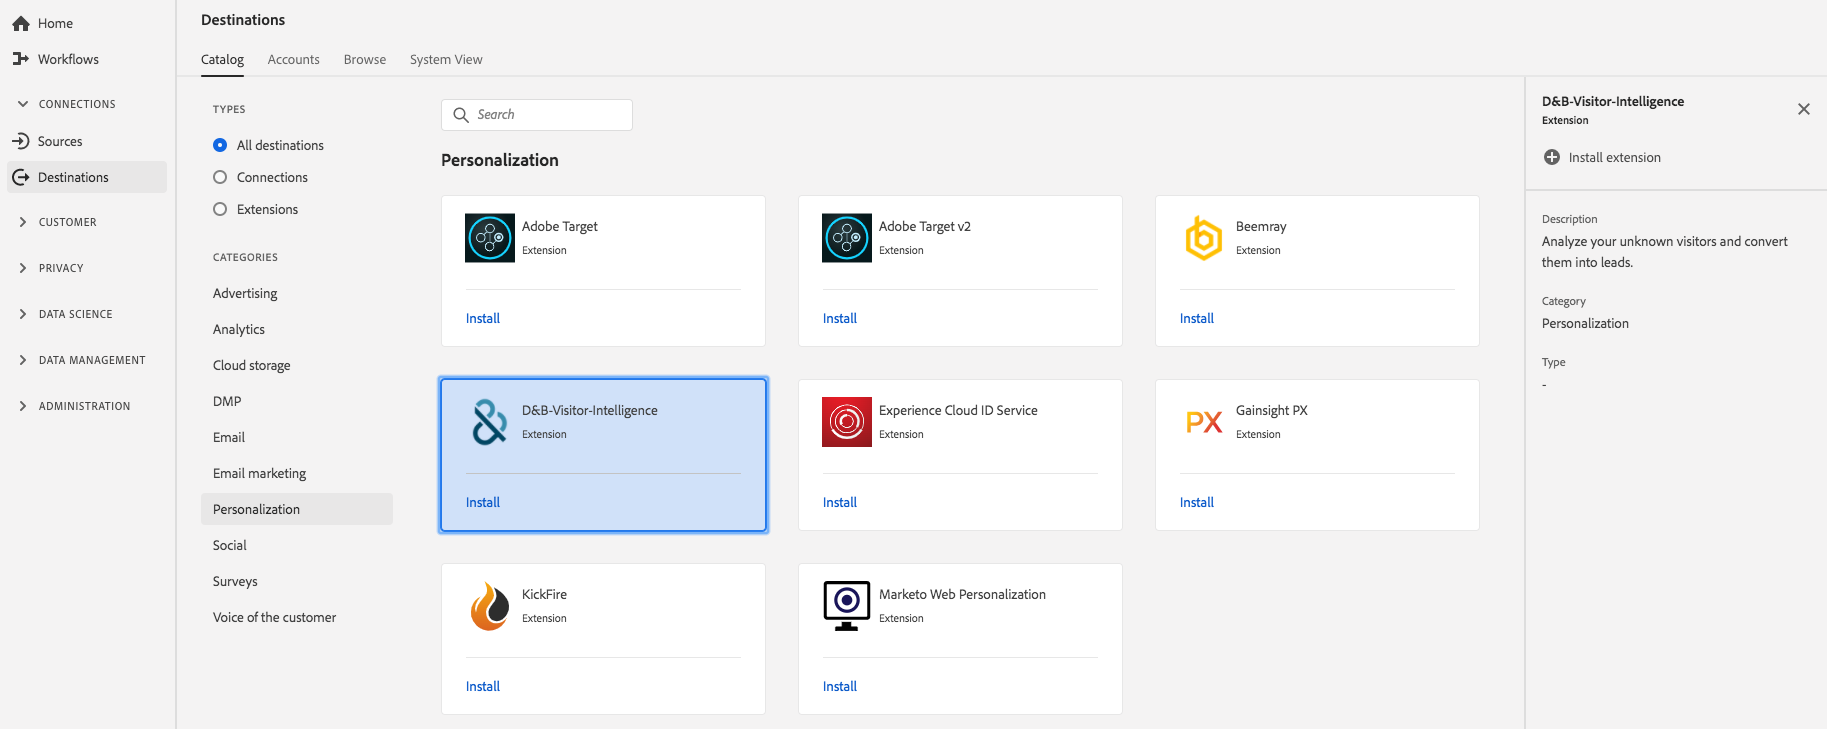 Home
Workflows
CONNECTIONS
Sources
Destinations
CUSTOMER
PRIVACY
DATA SCIENCE
DATA MANAGEMENT
ADMINISTRATION
Destinations
Catalog Accounts Browse System View
TYPES
All destinations
Connections
Extensions
CATEGORIES
Advertising
Analytics
Cloud storage
DMP
Email
Email marketing
Personalization
Social
Surveys
Voice of the customer
Search
Personalization
Adobe Target
Extension
Install
Adobe Target v2
Extension
Install
Beemray
Extension
Install
D&B-Visitor-Intelligence
Extension
Install
Experience Cloud ID Service
Extension
Install
PX
Gainsight PX
Extension
Install
KickFire
Extension
Install
Marketo Web Personalization
Extension
Install
D&B-Visitor-Intelligence
Extension
Install extension
Description
Analyze your unknown visitors and convert
them into leads.
Category
Personalization
Type
-